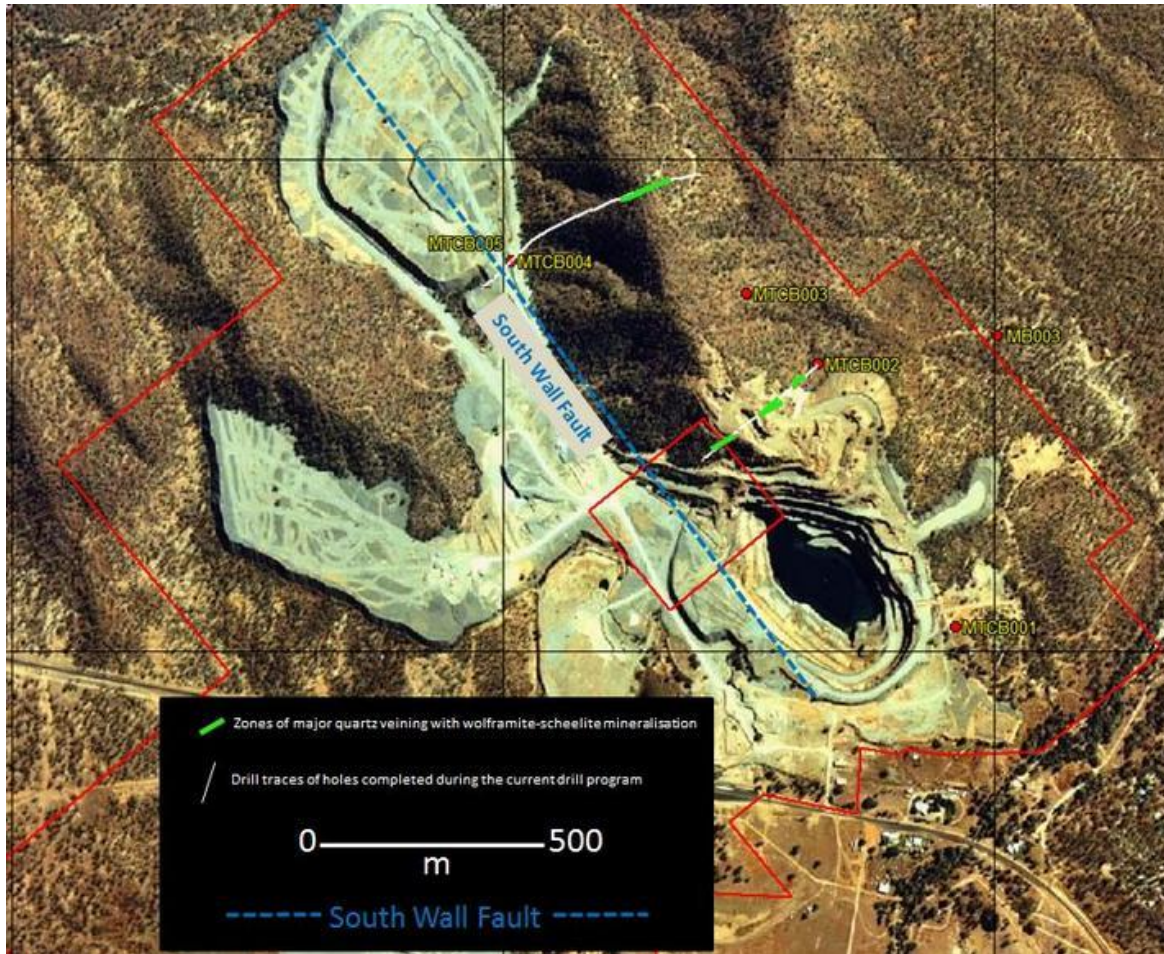 MTCBC05
MTCB004
MTCB003
MB003
MTCB002
South Wall Fault
MTCB001
Zones of major quartz veining with wolframite-scheelite mineralisation
Drill traces of holes completed during the current drill program
0 500
m
South Wall Fault